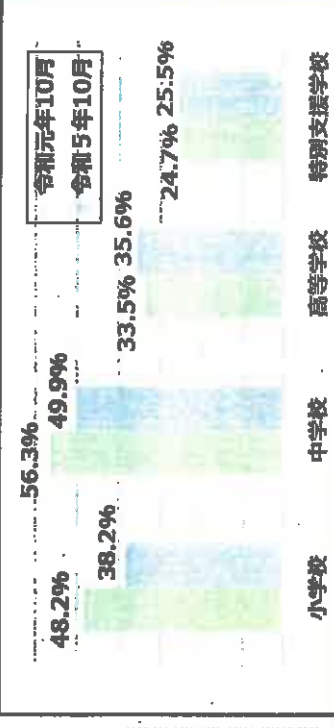 令和元年10月
令和5年10月
48.2% 38.2%
56.3% 49.9%
33.5% 35.6%
24.7% 25.5%
小学校 中学校 高等学校 特別支援学校